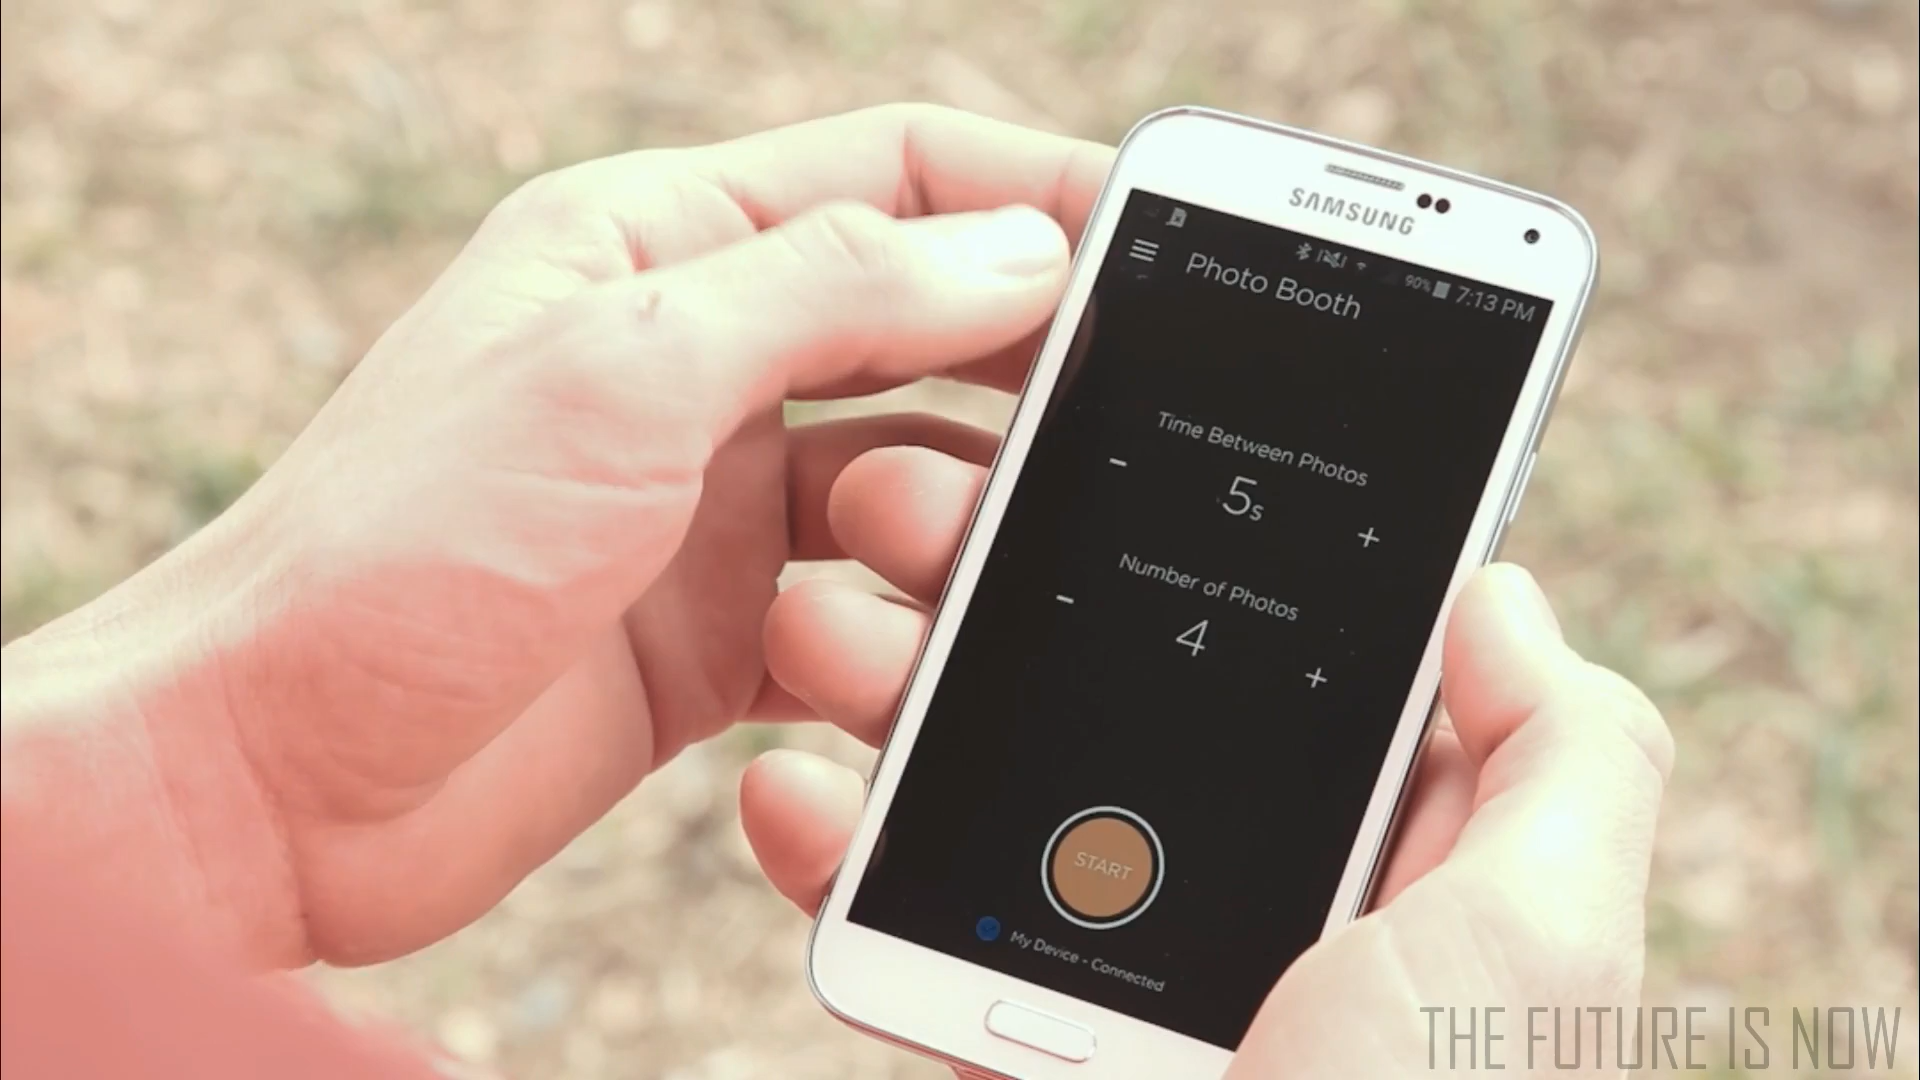 SAMSUNG
90% 7:13 PM
Photo Booth
Time Between Photos
-
5s
+
Number of Photos
-
4
+
START
My Device - Connected
THE FUTURE IS NOW